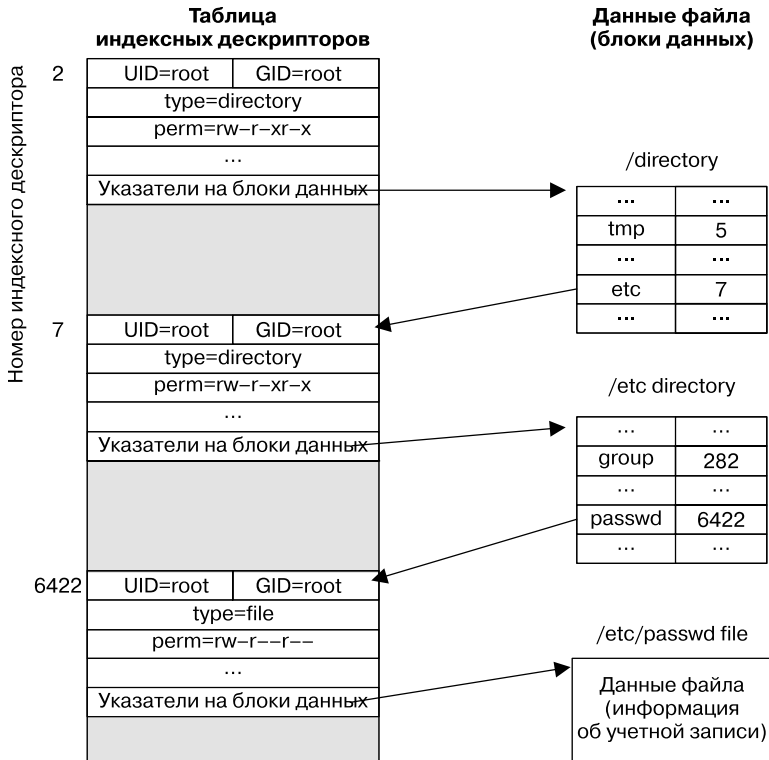 Таблица
индексных дескрипторов
Данные файла
(блоки данных)
Номер индексного дескриптора
2
UID=root GID=root
type=directory
perm=rw–r–xr–x
...
Указатели на блоки данных
/directory
... ...
tmp 5
... ...
etc 7
... ...
7
UID=root GID=root
type=directory
perm=rw–r–xr–x
...
Указатели на блоки данных
/etc directory
... ...
group 282
... ...
passwd 6422
... ...
6422
UID=root GID=root
type=file
perm=rw–r––r––
...
Указатели на блоки данных
/etc/passwd file
Данные файла
(информация
об учетной записи)